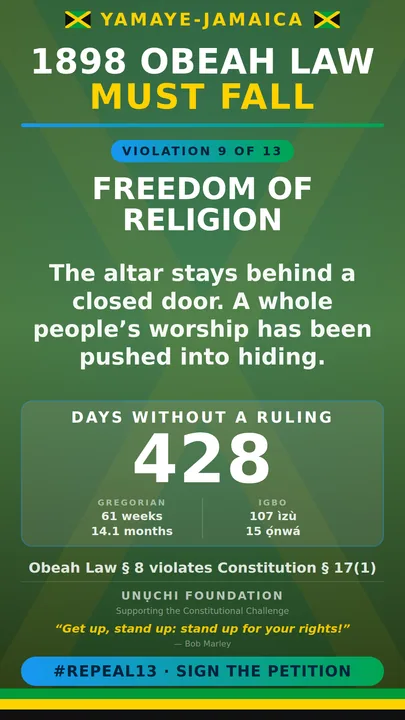 YAMAYE-JAMAICA
1898 OBEAH LAW
MUST FALL
VIOLATION 9 OF 13
FREEDOM OF
RELIGION
The altar stays behind a
closed door. A whole
people’s worship has been
pushed into hiding.
DAYS WITHOUT A RULING
428
GREGORIAN
61 weeks
14.1 months
IGBO
107 ìzù
15 ọ́nwá
Obeah Law § 8 violates Constitution § 17(1)
UNỤCHI FOUNDATION
Supporting the Constitutional Challenge
“Get up, stand up: stand up for your rights!”
— Bob Marley
#REPEAL13 · SIGN THE PETITION